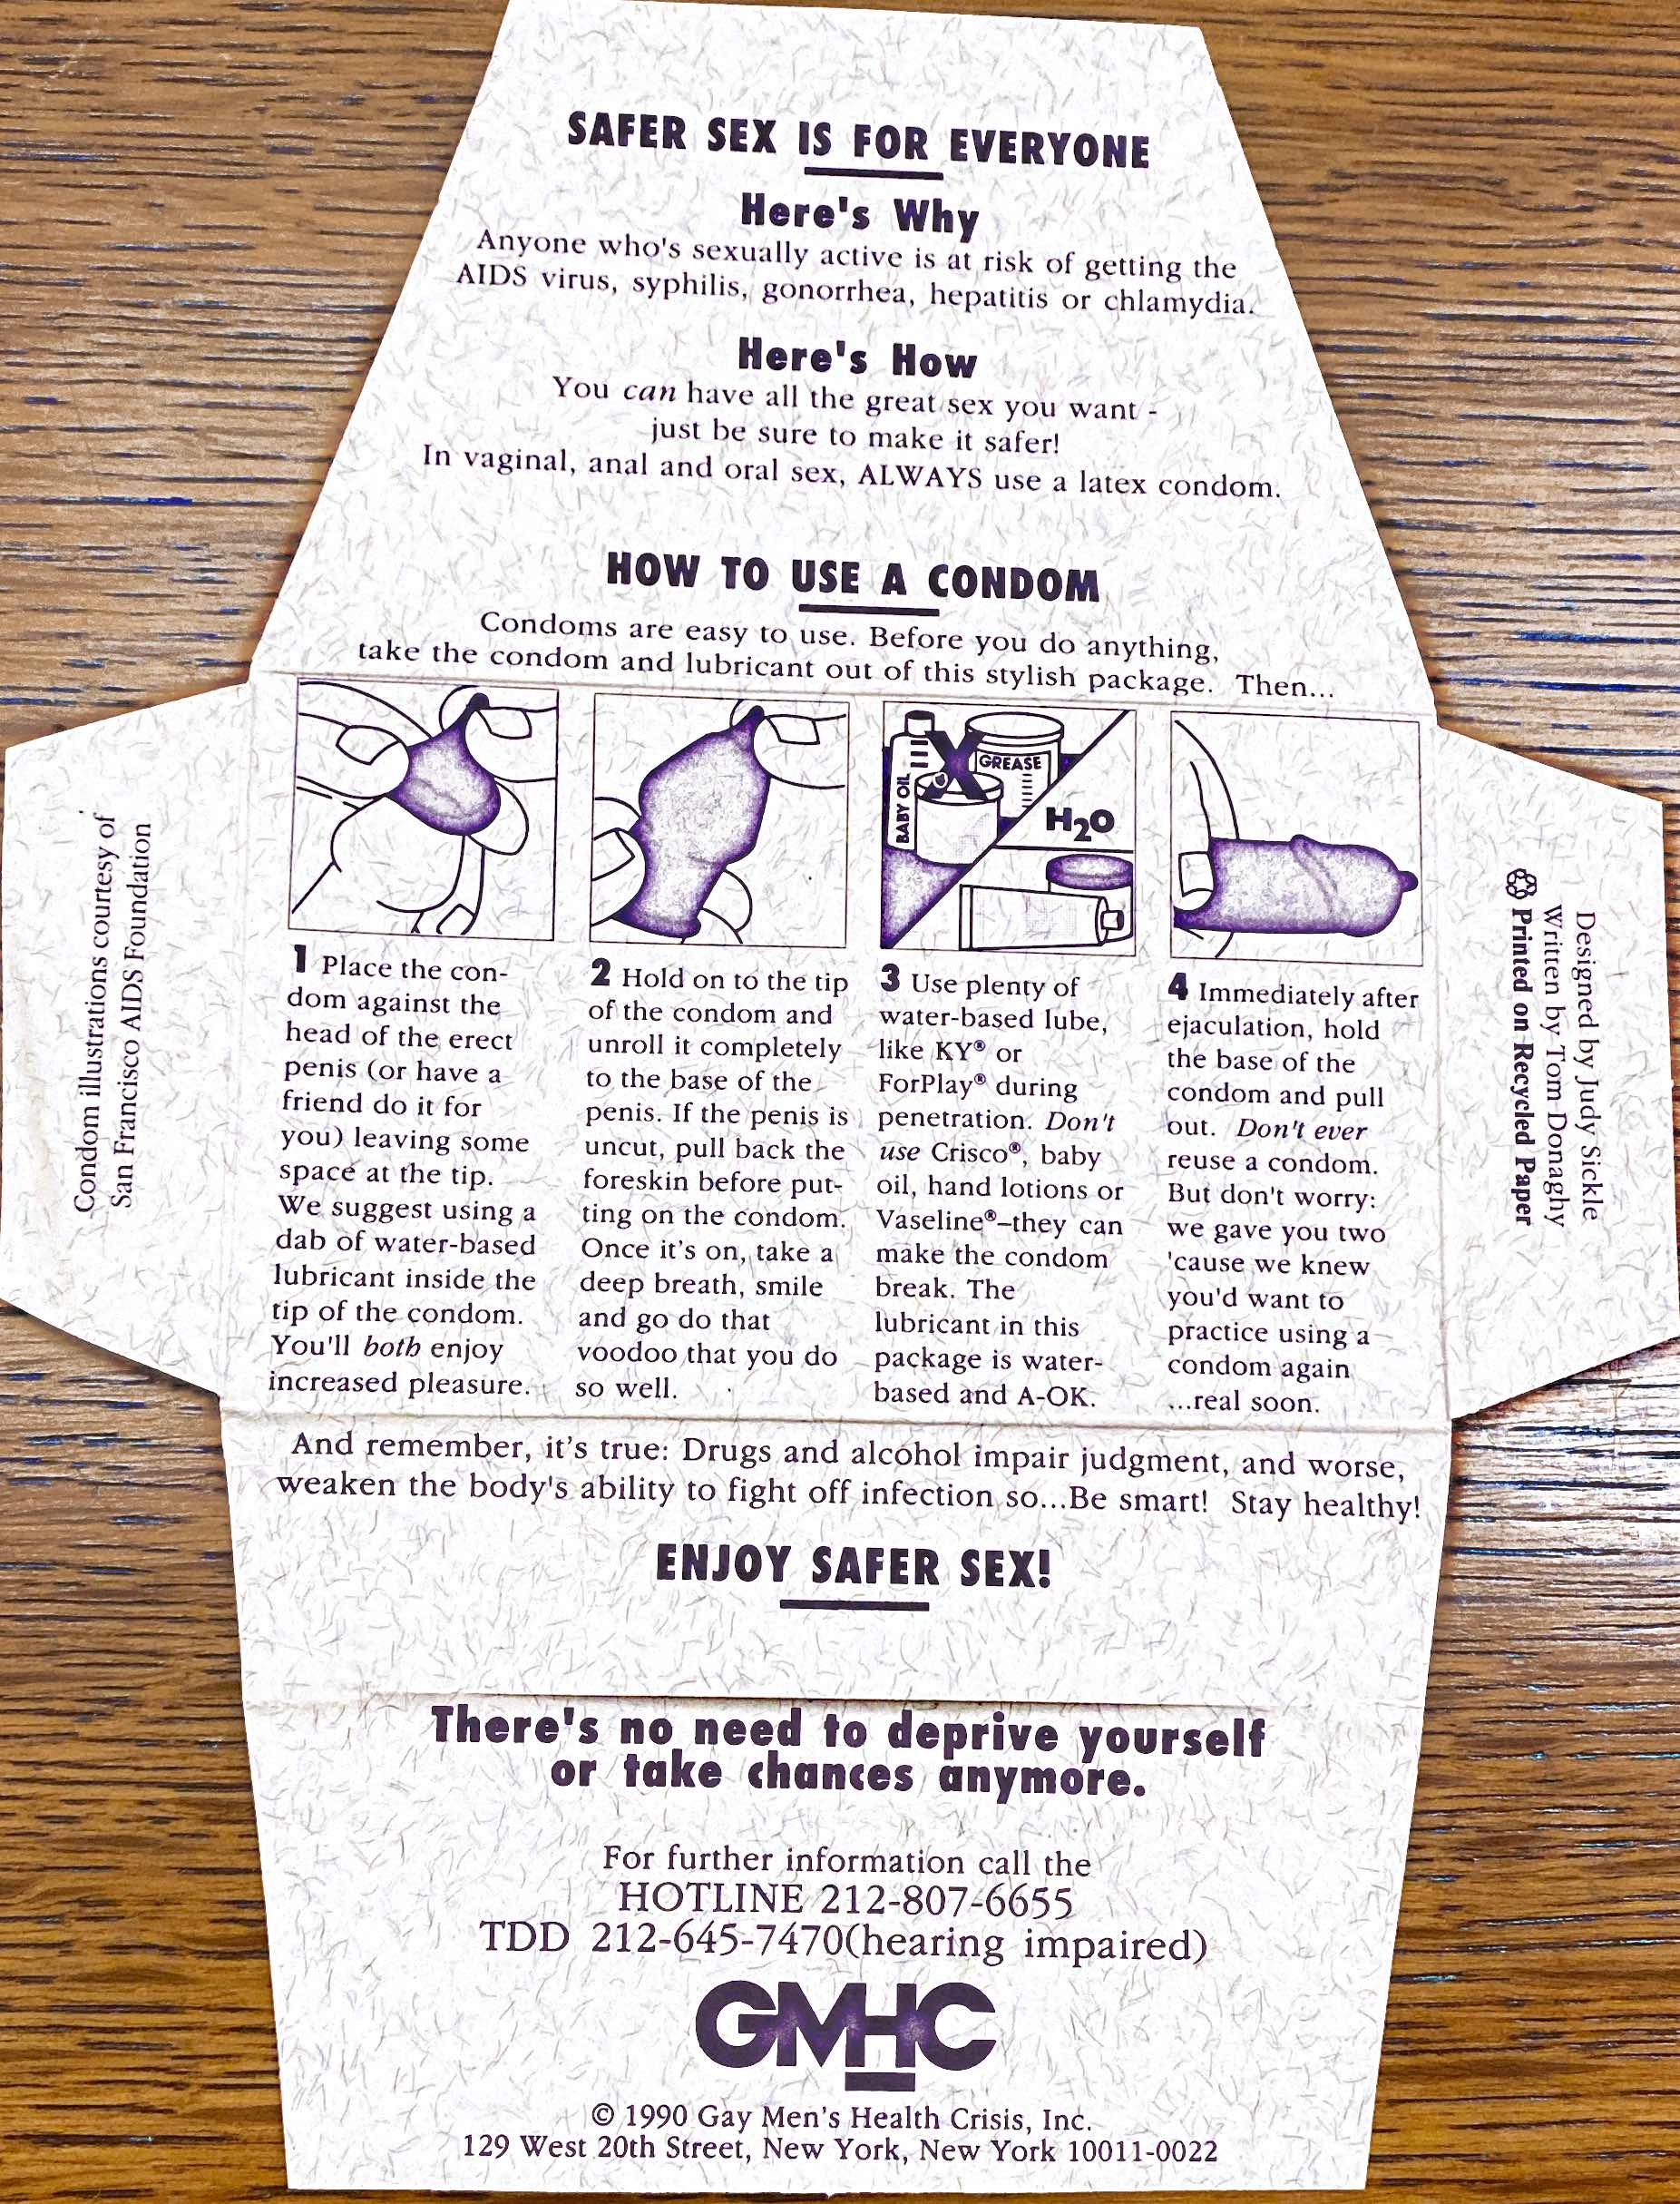 SAFER SEX IS FOR EVERYONE
Here's Why
Anyone who's sexually active is at risk of getting the
AIDS virus, syphilis, gonorrhea, hepatitis or chlamydia.
Here's How
You can have all the great sex you want -
just be sure to make it safer!
In vaginal, anal and oral sex, ALWAYS use a latex condom.
HOW TO USE A CONDOM
Condoms are easy to use. Before you do anything,
take the condom and lubricant out of this stylish package. Then...
BABY OIL
X
GREASE
H2O
1 Place the con-
dom against the
head of the erect
penis (or have a
friend do it for
you) leaving some
space at the tip.
We suggest using a
dab of water-based
lubricant inside the
tip of the condom.
You'll both enjoy
increased pleasure.
2 Hold on to the tip
of the condom and
unroll it completely
to the base of the
penis. If the penis is
uncut, pull back the
foreskin before put-
ting on the condom.
Once it's on, take a
deep breath, smile
and go do that
voodoo that you do
so well.
3 Use plenty of
water-based lube,
like KY® or
ForPlay® during
penetration. Don't
use Crisco®, baby
oil, hand lotions or
Vaseline®–they can
make the condom
break. The
lubricant in this
package is water-
based and A-OK.
4 Immediately after
ejaculation, hold
the base of the
condom and pull
out. Don't ever
reuse a condom.
But don't worry:
we gave you two
'cause we knew
you'd want to
practice using a
condom again
...real soon.
Condom illustrations courtesy of
San Francisco AIDS Foundation
Designed by Judy Sickle
Written by Tom Donaghy
Printed on Recycled Paper
And remember, it's true: Drugs and alcohol impair judgment, and worse,
weaken the body's ability to fight off infection so...Be smart! Stay healthy!
ENJOY SAFER SEX!
There's no need to deprive yourself
or take chances anymore.
For further information call the
HOTLINE 212-807-6655
TDD 212-645-7470(hearing impaired)
GMHC
© 1990 Gay Men's Health Crisis, Inc.
129 West 20th Street, New York, New York 10011-0022